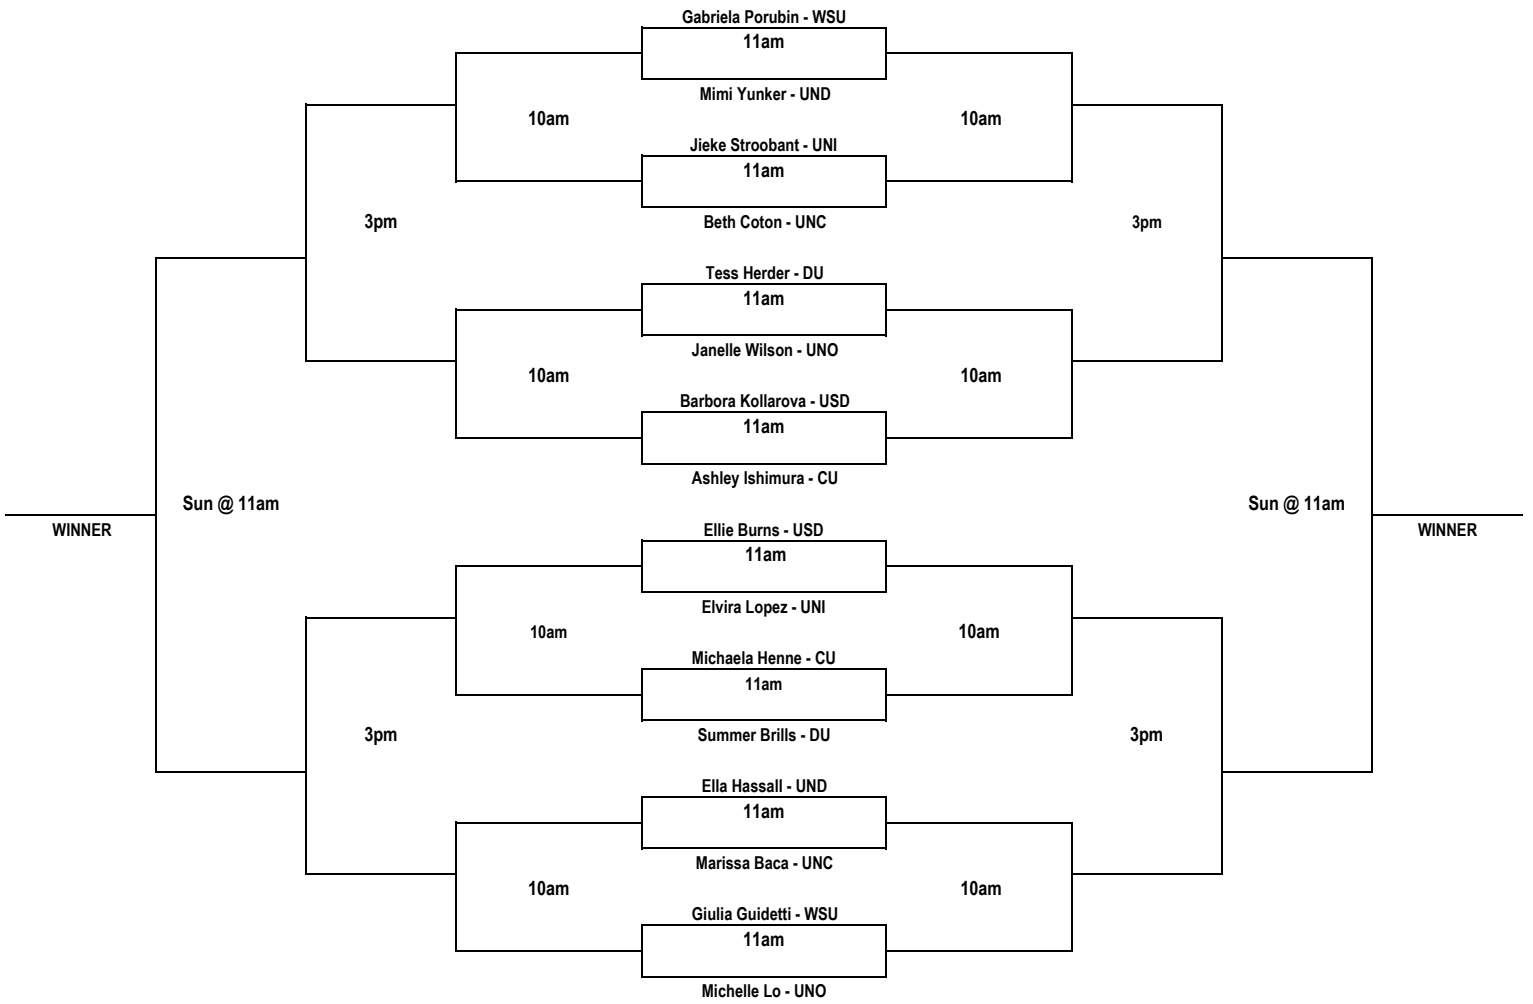 Gabriela Porubin - WSU
11am
Mimi Yunker - UND
10am
10am
Jieke Stroobant - UNI
11am
Beth Coton - UNC
3pm
3pm
Tess Herder - DU
11am
Janelle Wilson - UNO
10am
10am
Barbora Kollarova - USD
11am
Ashley Ishimura - CU
Sun @ 11am
Sun @ 11am
WINNER
WINNER
Ellie Burns - USD
11am
Elvira Lopez - UNI
10am
10am
Michaela Henne - CU
11am
Summer Brills - DU
3pm
3pm
Ella Hassall - UND
11am
Marissa Baca - UNC
10am
10am
Giulia Guidetti - WSU
11am
Michelle Lo - UNO